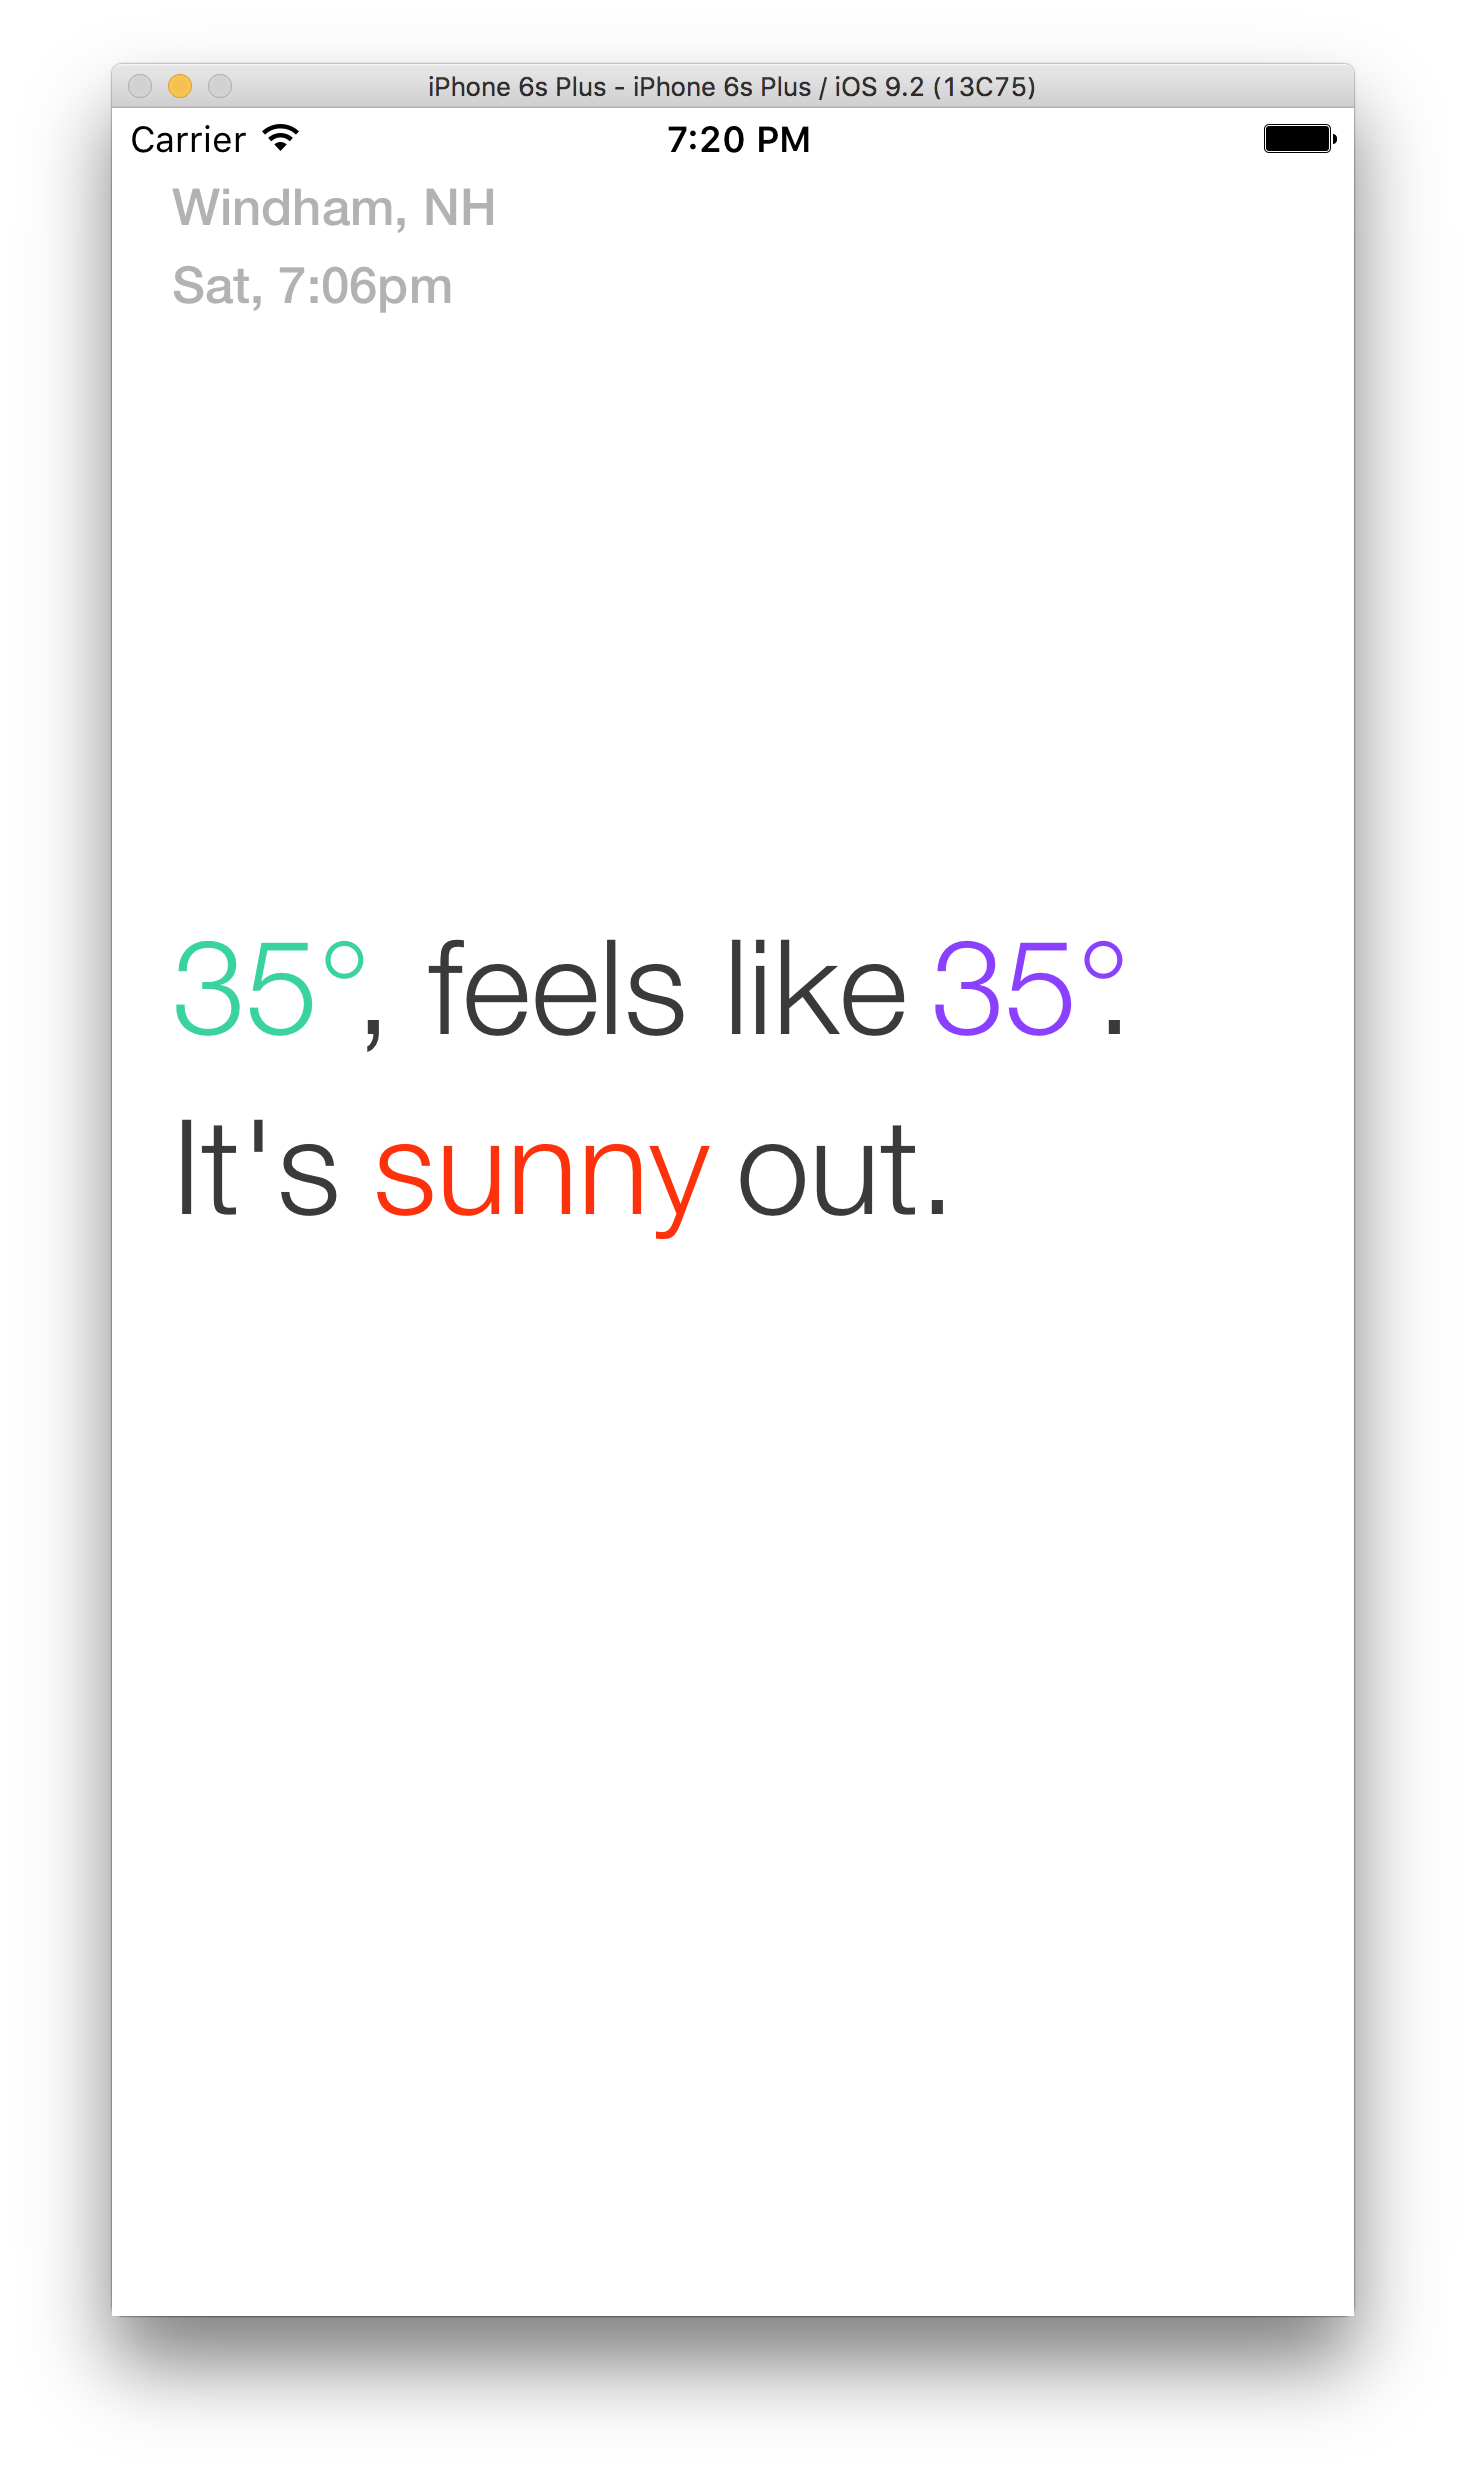 iPhone 6s Plus - iPhone 6s Plus / iOS 9.2 (13C75)
Carrier 7:20 PM
Windham, NH
Sat, 7:06pm
35°, feels like 35°.
It's sunny out.